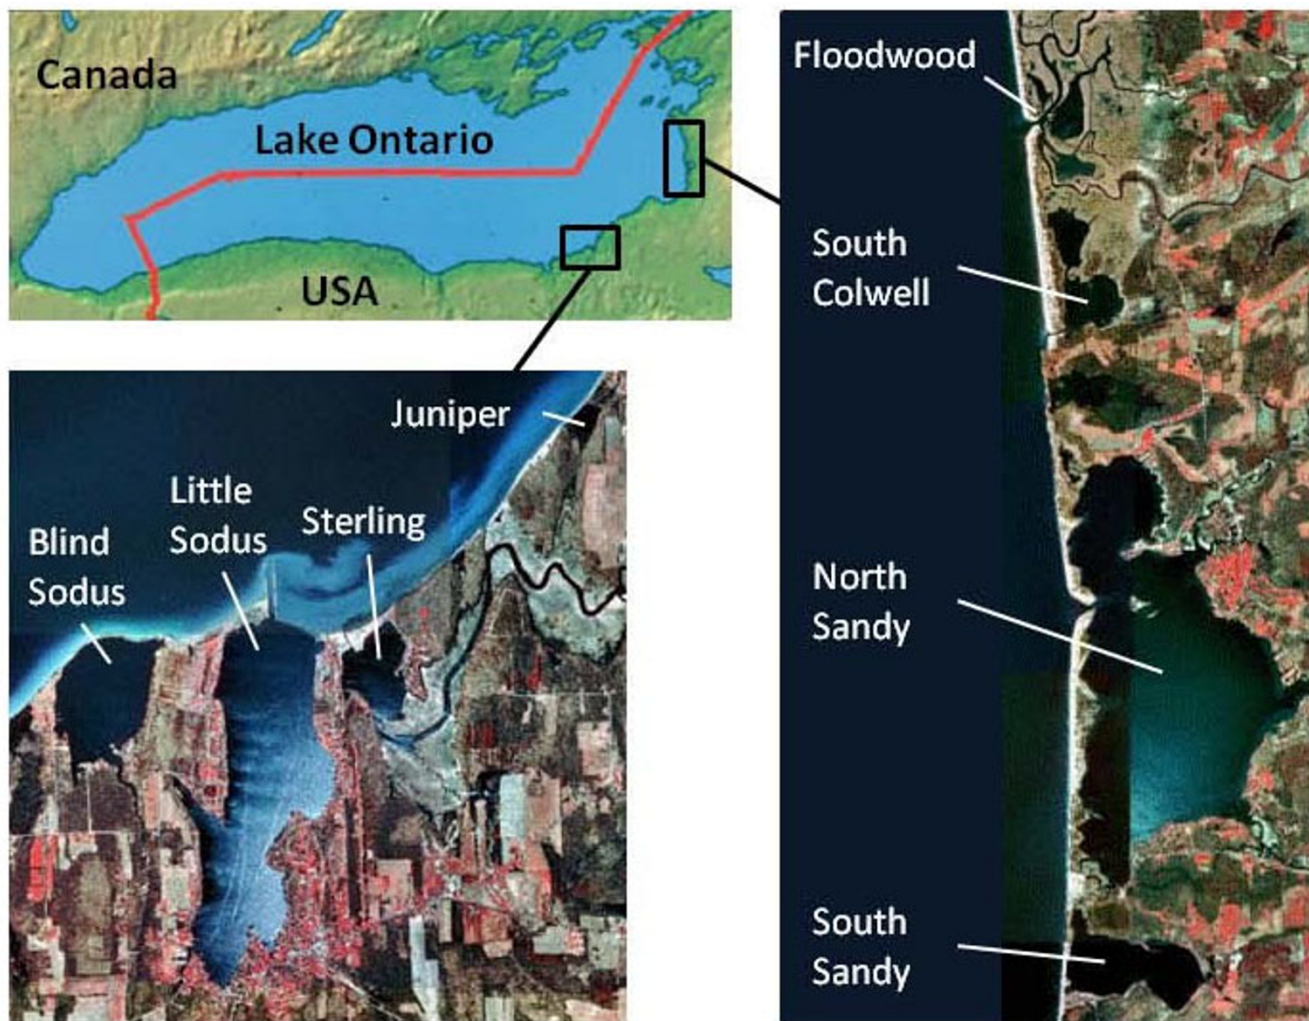 Canada
Lake Ontario
USA
Juniper
Little
Sodus
Sterling
Blind
Sodus
Floodwood
South
Colwell
North
Sandy
South
Sandy